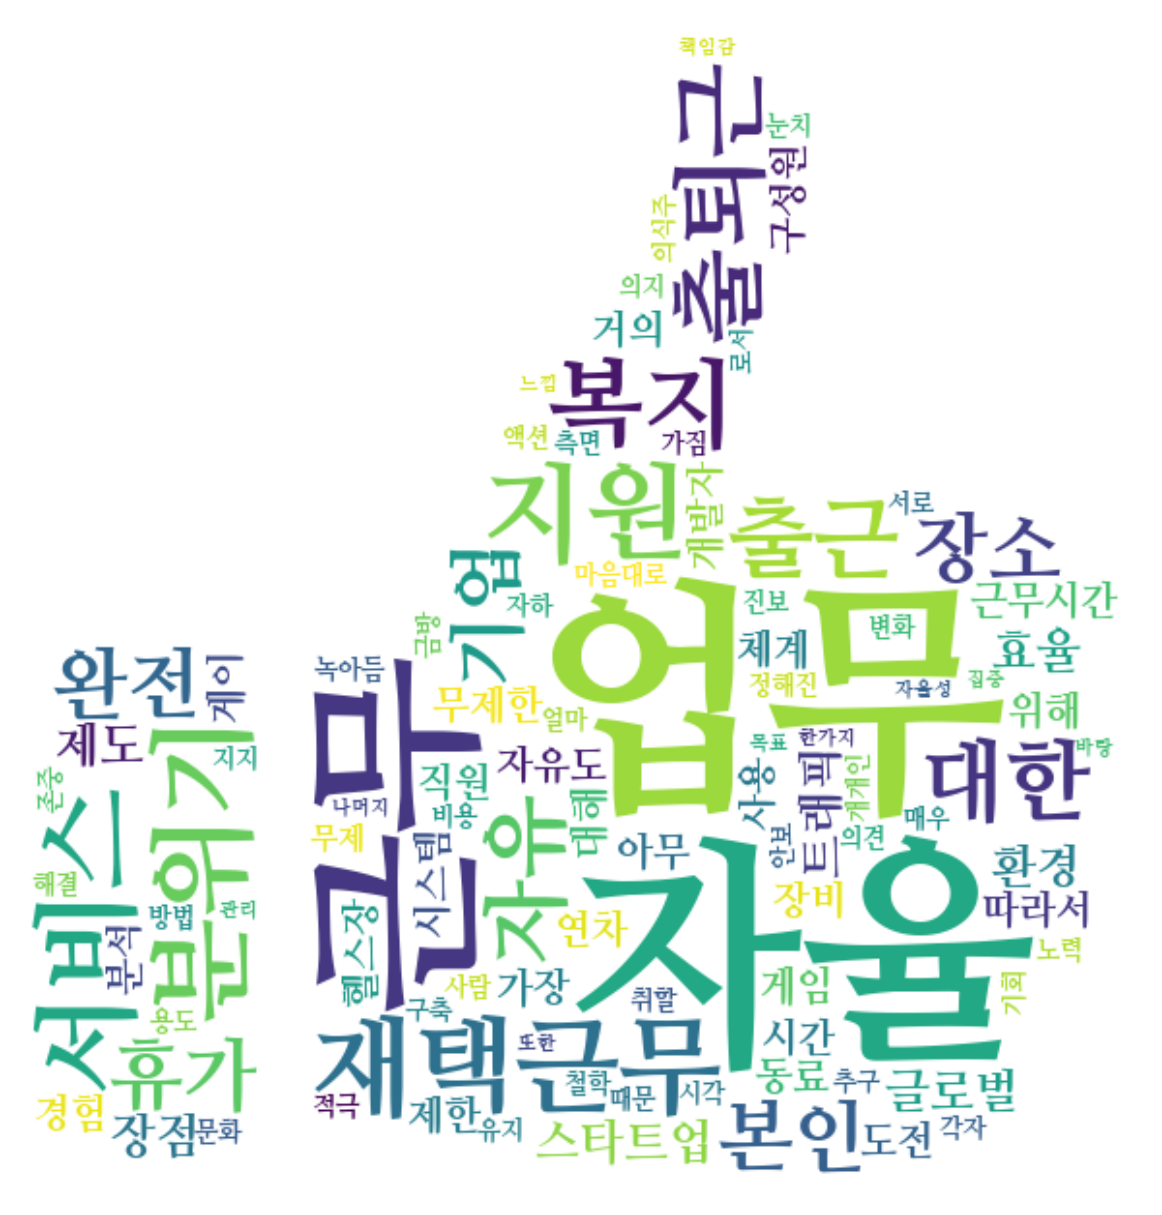 책임감
출퇴근
눈치
구성원
의식주
의지
거의
로서
복지
느낌
액션
측면
가짐
지원
개발자
출근
서로
장소
기업
마음대로
자하
금방
업무
진보
변화
근무시간
체계
효율
정해진
자율성
집중
위해
완전
게이
제도
분위기
지지
존중
서비스
근무
녹아듬
무제한
얼마
자유도
직원
비용
나머지
무제
자유
대해
목표
한가지
대한
바탕
사용
트래픽
개개인
의견
매우
안보
아무
시스템
헬스장
자율
장비
환경
따라서
연차
해결
방법
분석
관리
용도
휴가
사람
가장
구축
취할
게임
노력
기회
시간
재택근무
또한
철학
때문
시각
동료
추구
글로벌
경험
장점
문화
적극
제한
유지
스타트업
본인
도전
각자